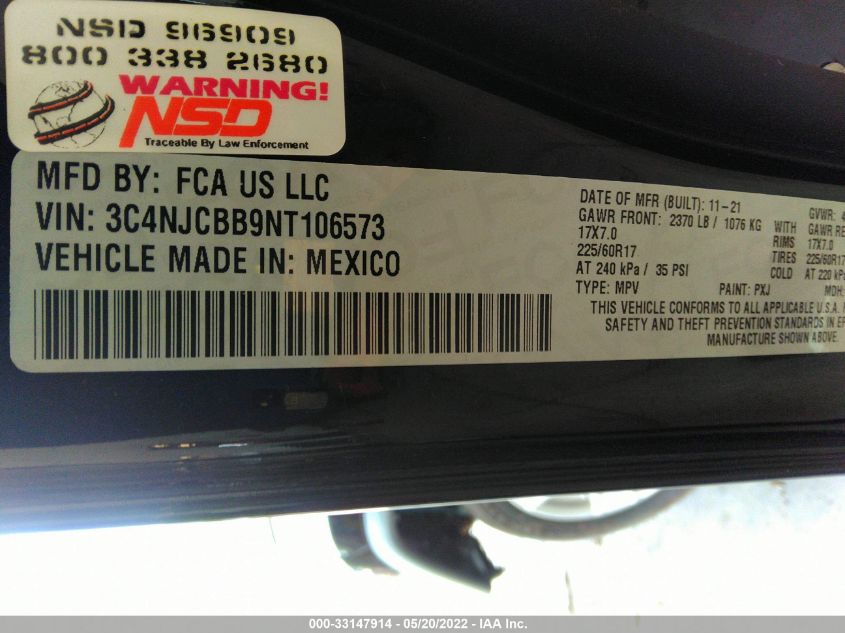 NSD 96909
800 338 2680
WARNING!
NSD
Traceable By Law Enforcement
MFD BY: FCA US LLC
VIN: 3C4NJCBB9NT106573
VEHICLE MADE IN: MEXICO
DATE OF MFR (BUILT): 11-21 GVWR:
GAWR FRONT: 2370 LB / 1076 KG WITH GAWR RE
17X7.0 RIMS 17X7.0
225/60R17 TIRES 225/60R17
AT 240 kPa / 35 PSI COLD AT 220 kP
TYPE: MPV PAINT: PXJ MDH:
THIS VEHICLE CONFORMS TO ALL APPLICABLE U.S.A.
SAFETY AND THEFT PREVENTION STANDARDS IN EF
MANUFACTURE SHOWN ABOVE.
000-33147914 - 05/20/2022 - IAA Inc.